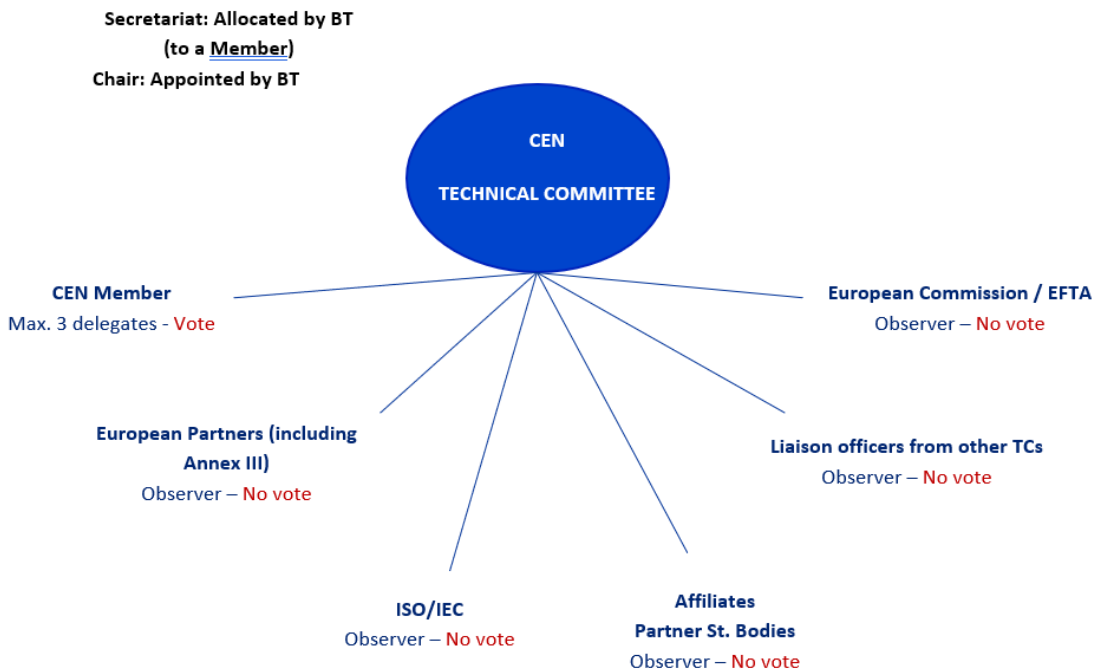 Secretariat: Allocated by BT
(to a Member)
Chair: Appointed by BT
CEN
TECHNICAL COMMITTEE
CEN Member
Max. 3 delegates - Vote
European Commission / EFTA
Observer – No vote
European Partners (including
Annex III)
Observer – No vote
Liaison officers from other TCs
Observer – No vote
ISO/IEC
Observer – No vote
Affiliates
Partner St. Bodies
Observer – No vote